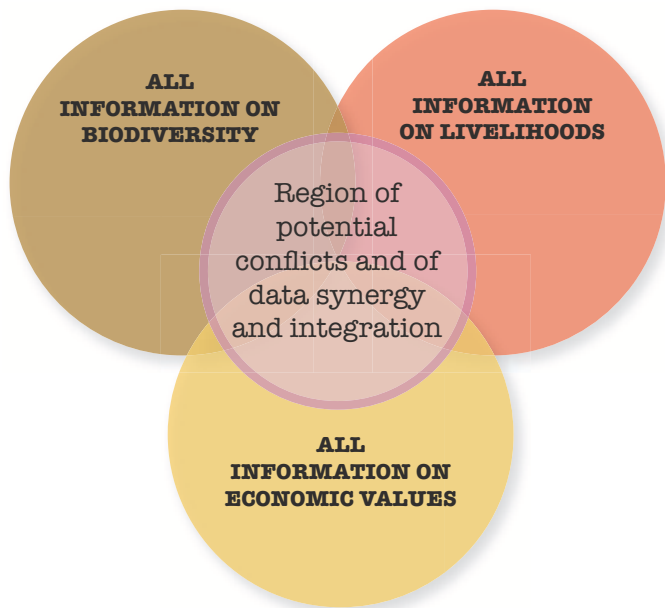 ALL
INFORMATION ON
BIODIVERSITY
ALL
INFORMATION
ON LIVELIHOODS
Region of
potential
conflicts and of
data synergy
and integration
ALL
INFORMATION ON
ECONOMIC VALUES